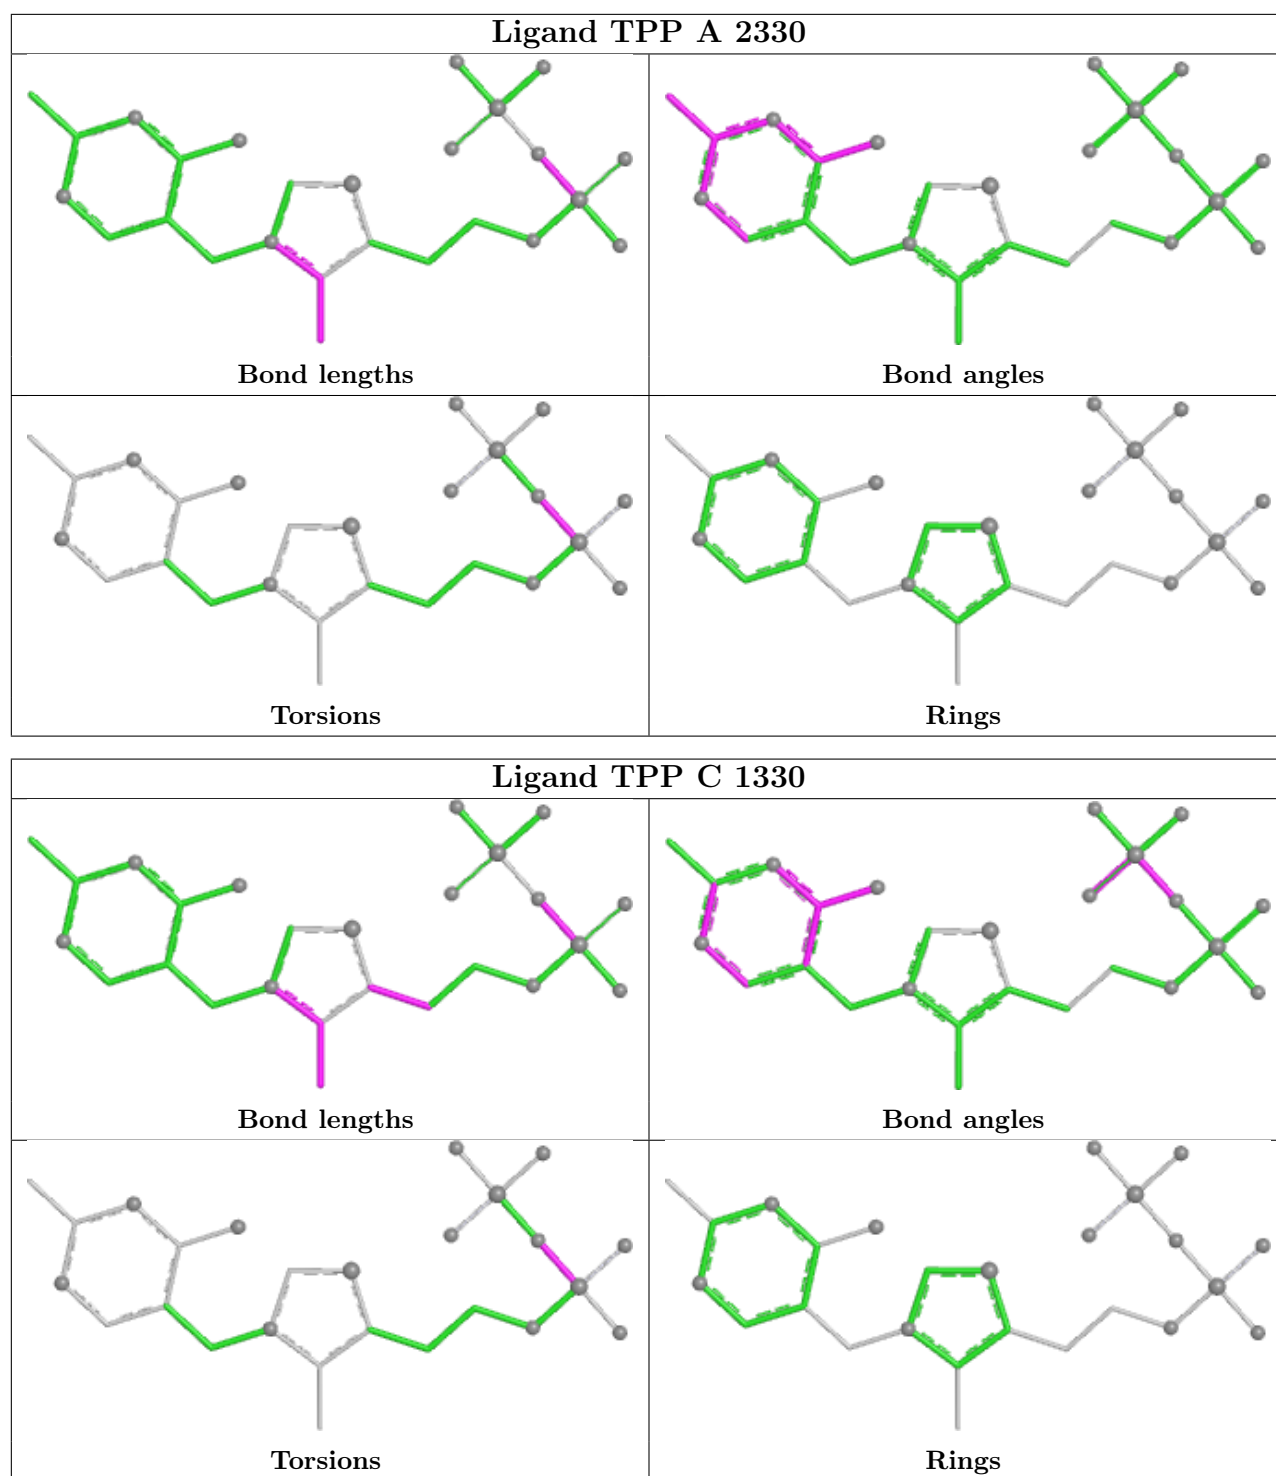 Ligand TPP A 2330
Bond lengths
Bond angles
Torsions
Rings
Ligand TPP C 1330
Bond lengths
Bond angles
Torsions
Rings